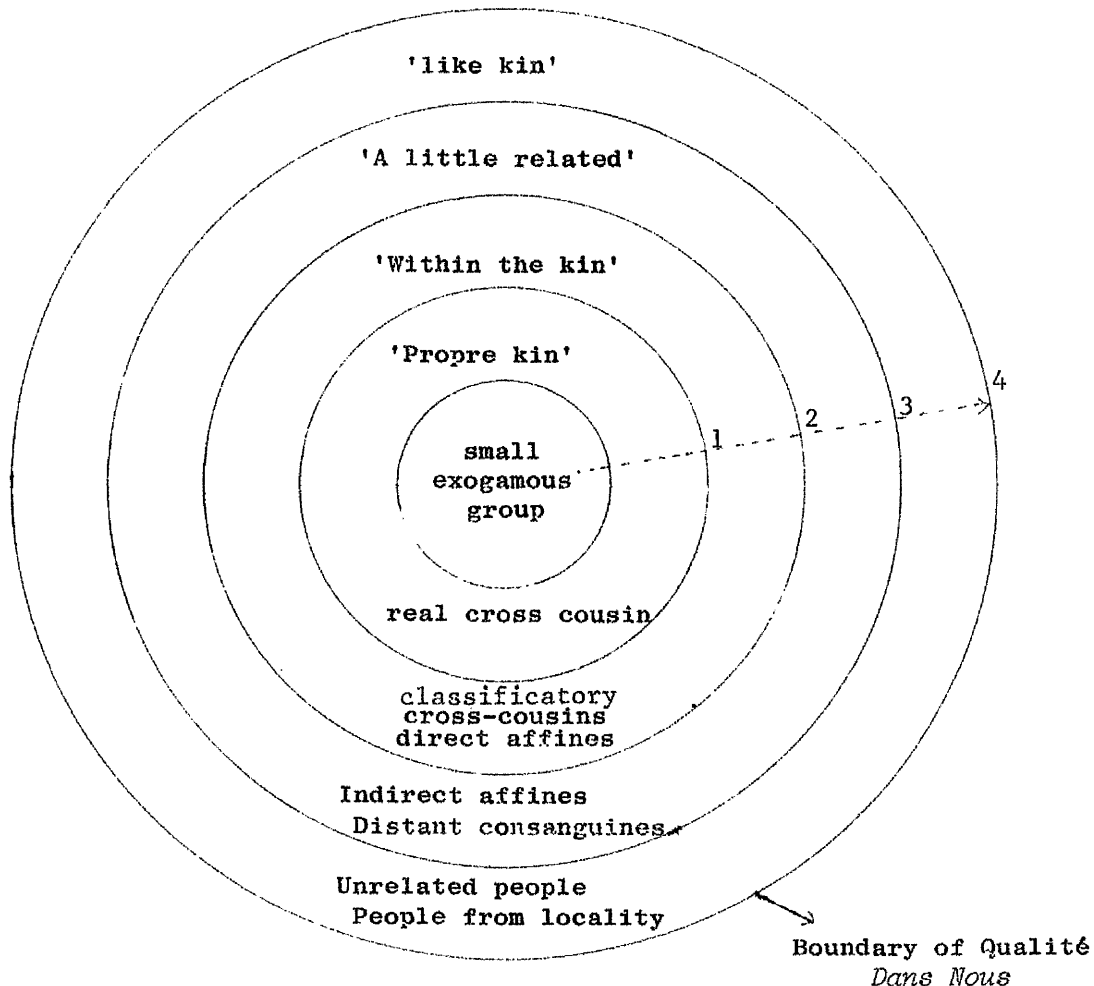 'like kin'
'A little related'
'Within the kin'
'Propre kin'
4
3
2
1
small
exogamous
group
real cross cousin
classificatory
cross-cousins
direct affines
Indirect affines
Distant consanguines
Unrelated people
People from locality
Boundary of Qualité
Dans Nous